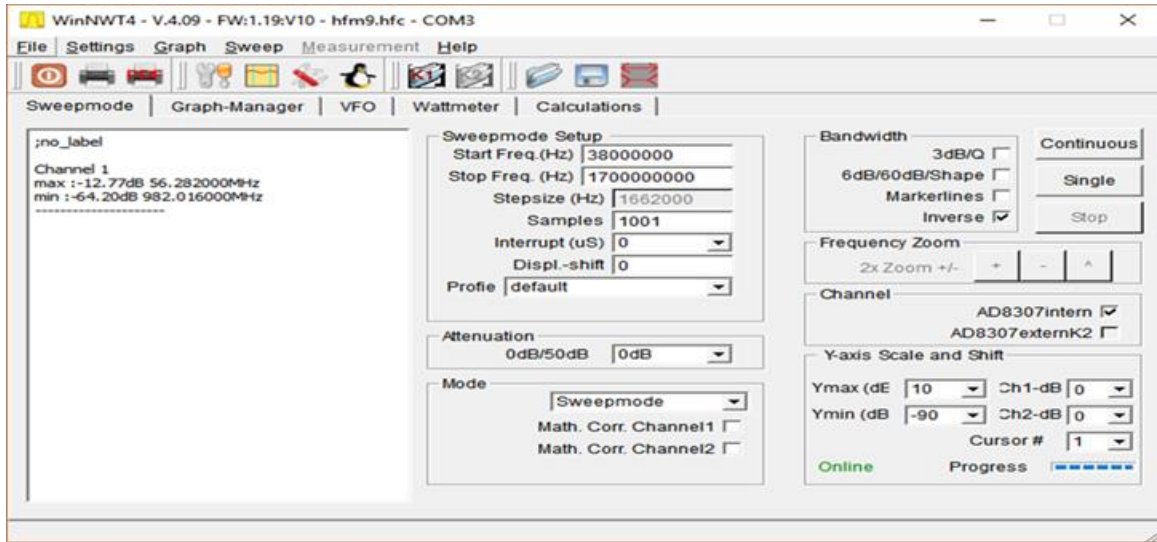 WinNWT4 - V.4.09 - FW:1.19:V10 - hfm9.hfc - COM3
File Settings Graph Sweep Measurement Help
Sweepmode Graph-Manager VFO Wattmeter Calculations
;no_label
Channel 1
max :-12.77dB 56.282000MHz
min :-64.20dB 982.016000MHz
---------------------
Sweepmode Setup
Start Freq.(Hz) 38000000
Stop Freq. (Hz) 1700000000
Stepsize (Hz) 1662000
Samples 1001
Interrupt (uS) 0
Displ.-shift 0
Profie default
Attenuation
0dB/50dB 0dB
Mode
Sweepmode
Math. Corr. Channel1
Math. Corr. Channel2
Bandwidth
3dB/Q
6dB/60dB/Shape
Markerlines
Inverse
Continuous
Single
Stop
Frequency Zoom
2x Zoom +/- + - ^
Channel
AD8307intern
AD8307externK2
Y-axis Scale and Shift
Ymax (dE 10 Ch1-dB 0
Ymin (dB -90 Ch2-dB 0
Cursor # 1
Online Progress